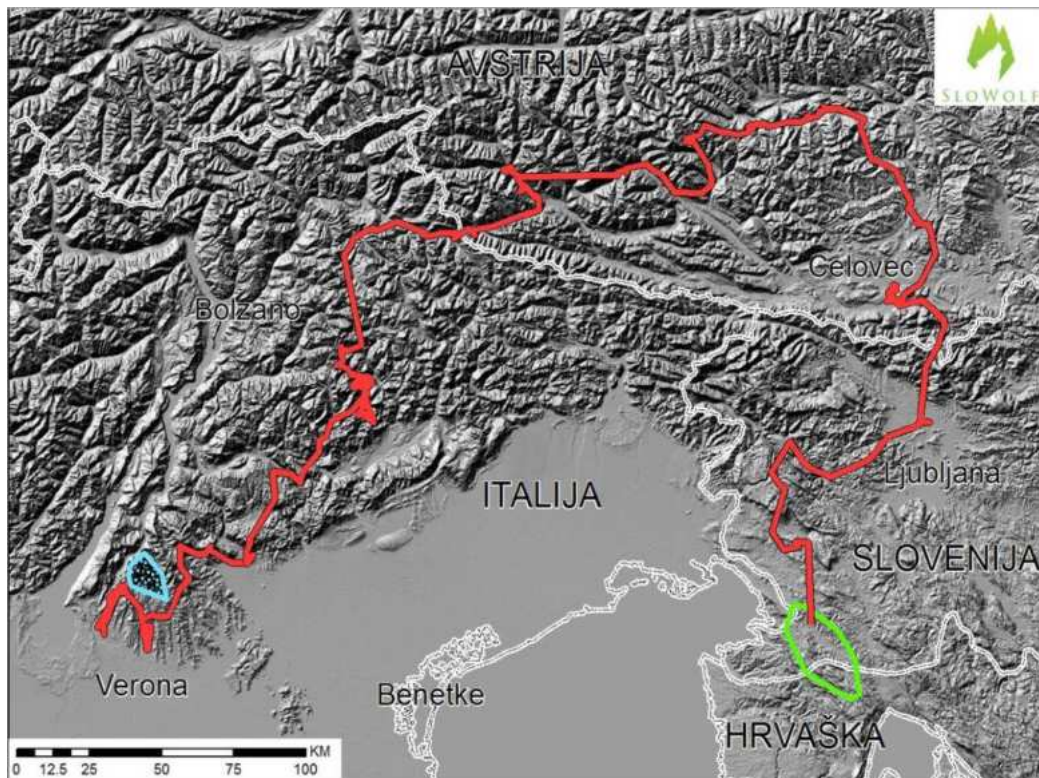 AVSTRIJA
SLOWOLF
Celovec
Bolzano
Ljubljana
ITALIJA
SLOVENIJA
Verona
Benetke
HRVAŠKA
KM
0 12.5 25 50 75 100